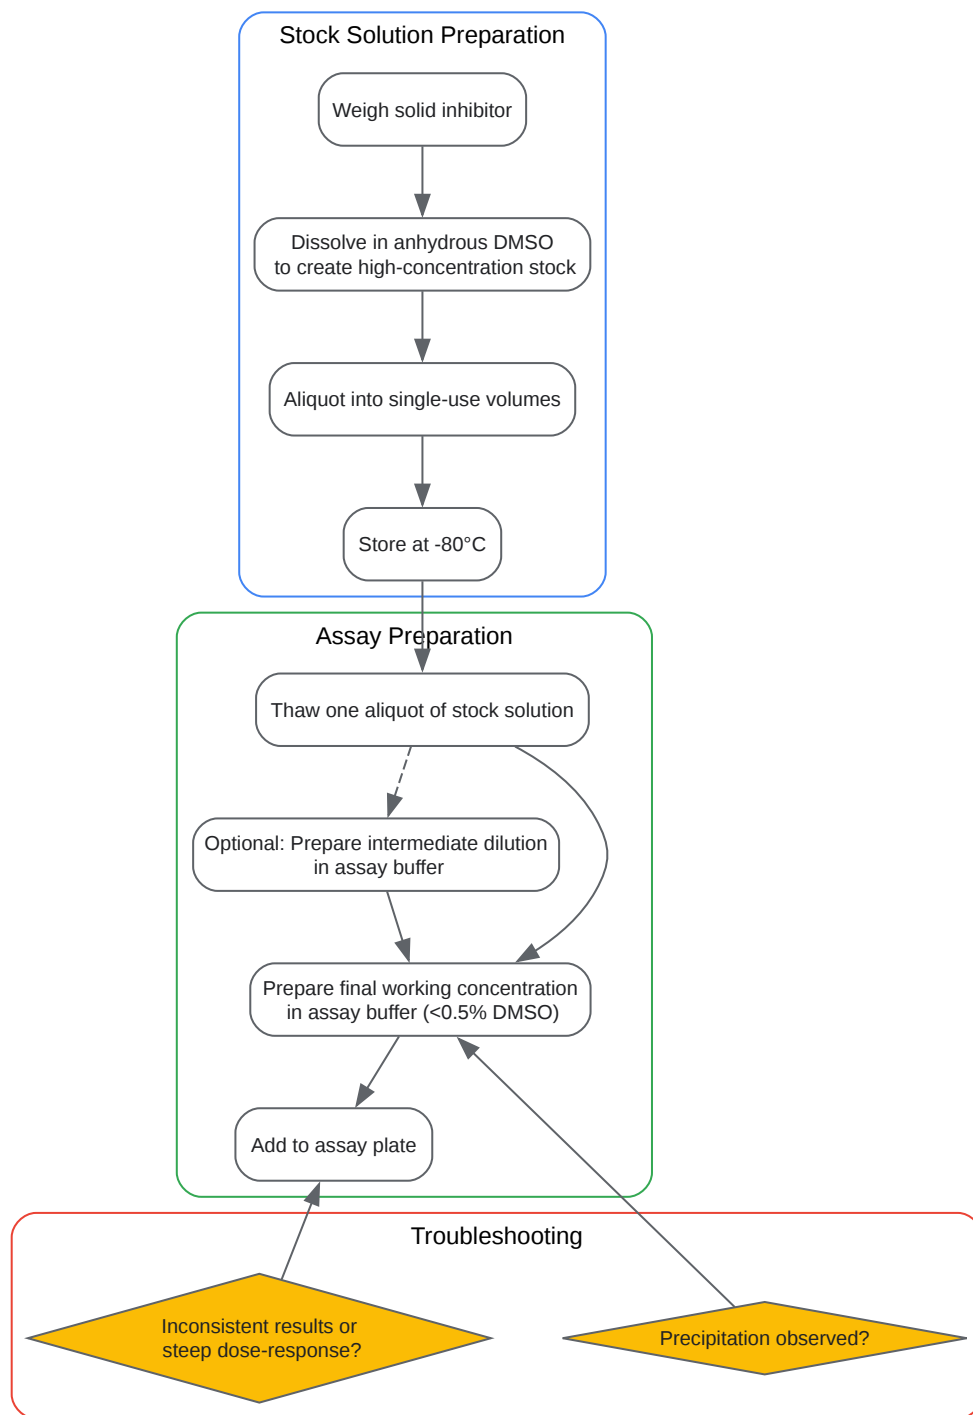 Stock Solution Preparation
Weigh solid inhibitor
Dissolve in anhydrous DMSO
to create high-concentration stock
Aliquot into single-use volumes
Store at -80°C
Assay Preparation
Thaw one aliquot of stock solution
Optional: Prepare intermediate dilution
in assay buffer
Prepare final working concentration
in assay buffer (<0.5% DMSO)
Add to assay plate
Troubleshooting
Inconsistent results or
steep dose-response?
Precipitation observed?